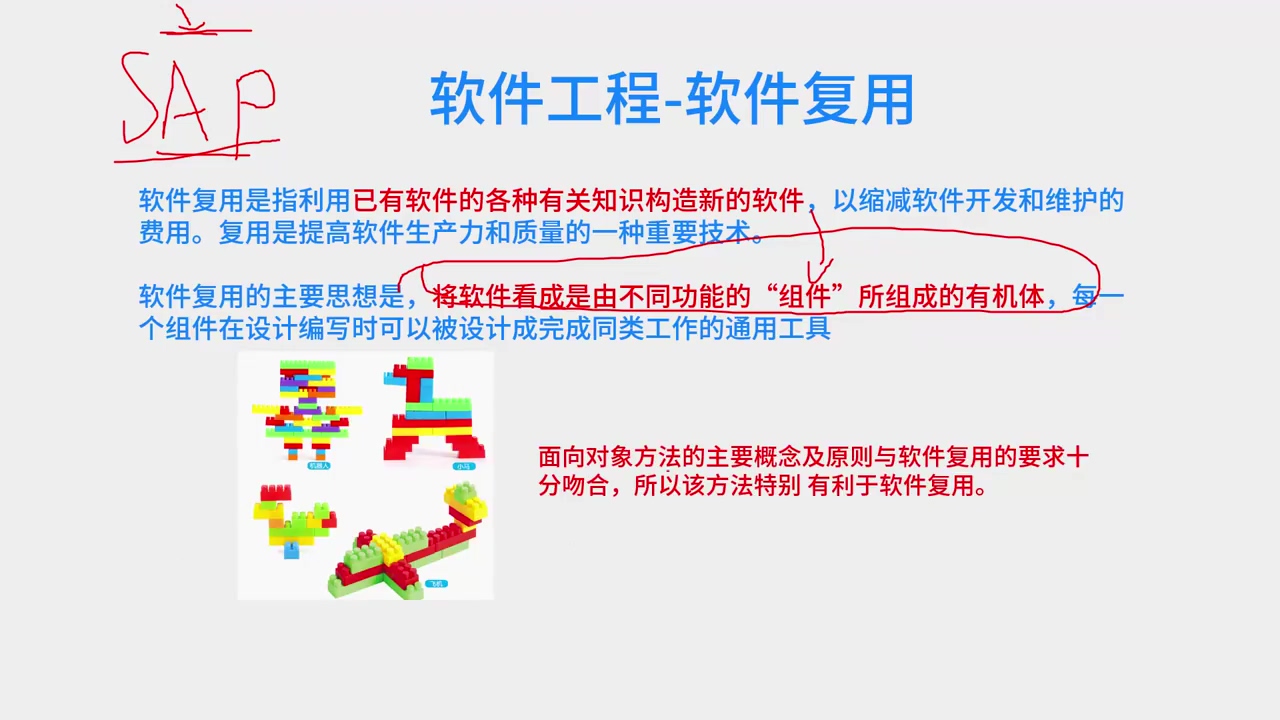 SAP
软件工程-软件复用
软件复用是指利用已有软件的各种有关知识构造新的软件，以缩减软件开发和维护的
费用。复用是提高软件生产力和质量的一种重要技术。
软件复用的主要思想是，将软件看成是由不同功能的“组件”所组成的有机体，每一
个组件在设计编写时可以被设计成完成同类工作的通用工具
机器人
小马
面向对象方法的主要概念及原则与软件复用的要求十
分吻合，所以该方法特别 有利于软件复用。
飞机